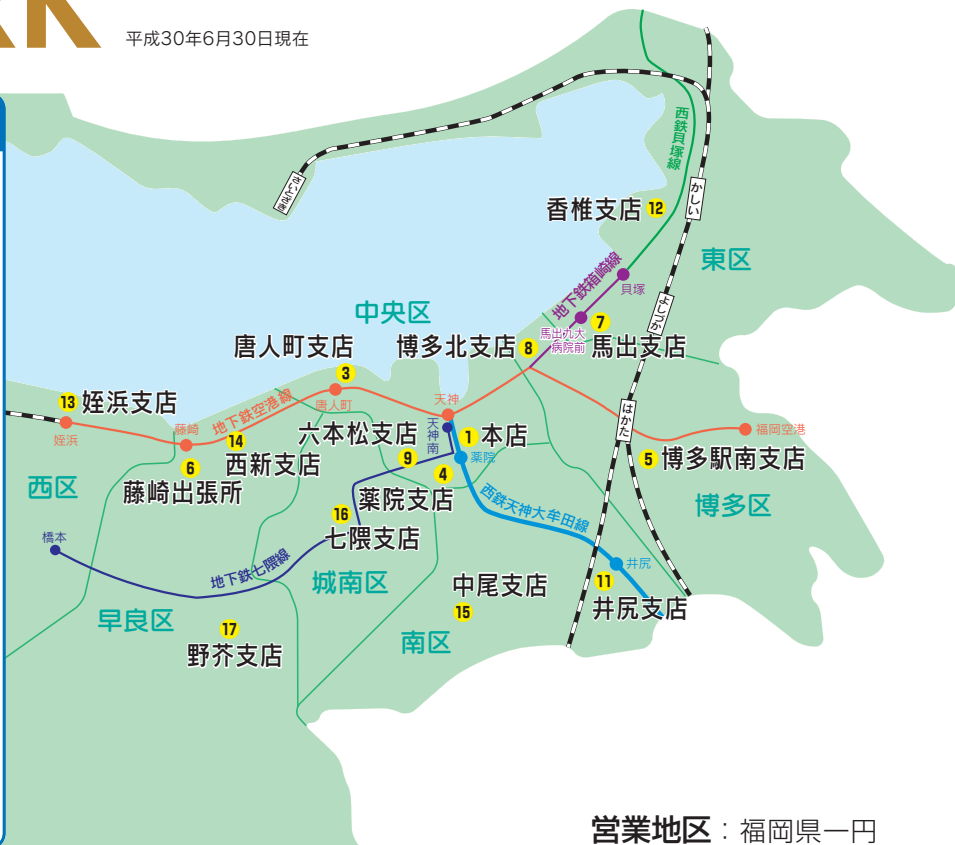 RK
平成30年6月30日現在
西鉄貝塚線
さいとざき
かしい
香椎支店 12
東区
地下鉄箱崎線
貝塚
よしづか
中央区
馬出九大
病院前
7
馬出支店
唐人町支店
3
博多北支店 8
唐人町
地下鉄空港線
天神
はかた
13 姪浜支店
姪浜
藤崎
14
西新支店
6
藤崎出張所
六本松支店
9
天神南
1 本店
薬院
4
薬院支店
福岡空港
5 博多駅南支店
西区
博多区
西鉄天神大牟田線
16
七隈支店
橋本
地下鉄七隈線
城南区
井尻
11
井尻支店
中尾支店
15
早良区
17
野芥支店
南区
営業地区：福岡県一円